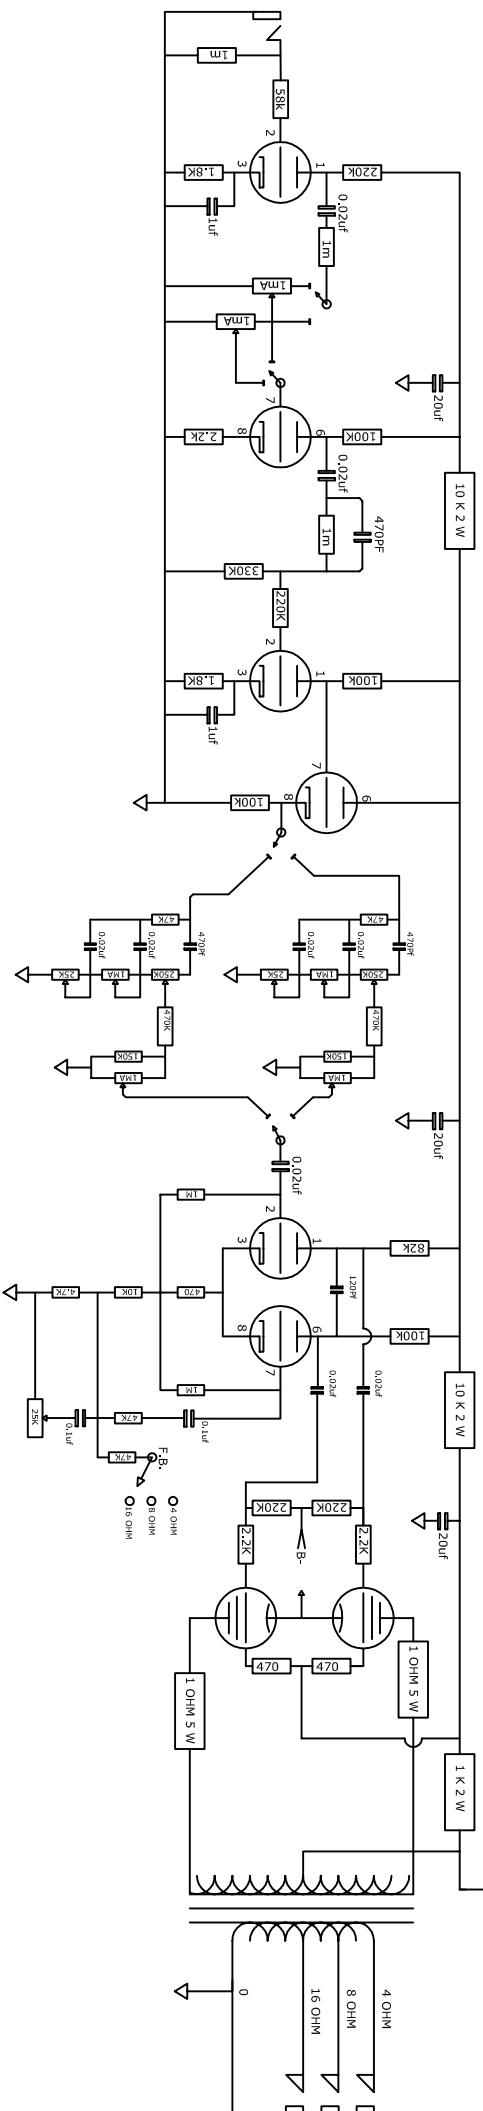 1m
58k
2
3
1
1.8K
220k
1uf
0.02uf
1m
1mA
1mA
20uf
7
8
6
2.2k
100K
10 K 2 W
0.02uf
1m
470PF
330K
220K
2
3
1
1.8K
100k
1uf
7
8
6
100k
47K
470Pf
0.02uf
0.02uf
25K
1MA
250K
470K
150K
1MA
47K
470Pf
0.02uf
0.02uf
25K
1MA
250K
470K
150K
1MA
20uf
0.02uf
1M
2
3
1
82k
120Pf
4.7K
10K
470
8
6
7
100k
1M
0.02uf
0.02uf
10 K 2 W
25K
0.1uf
47K
0.1uf
47K
F.B.
4 OHM
8 OHM
16 OHM
220K
220K
B-
2.2K
2.2K
20uf
470
470
1 OHM 5 W
1 OHM 5 W
1 K 2 W
0
16 OHM
8 OHM
4 OHM